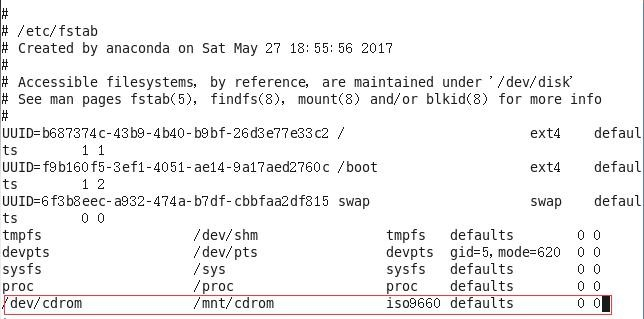 #
# /etc/fstab
# Created by anaconda on Sat May 27 18:55:56 2017
#
# Accessible filesystems, by reference, are maintained under '/dev/disk'
# See man pages fstab(5), findfs(8), mount(8) and/or blkid(8) for more info
#
UUID=b687374c-43b9-4b40-b9bf-26d3e77e33c2 / ext4 defaul
ts 1 1
UUID=f9b160f5-3ef1-4051-ae14-9a17aed2760c /boot ext4 defaul
ts 1 2
UUID=6f3b8eec-a932-474a-b7df-cbbfaa2df815 swap swap defaul
ts 0 0
tmpfs /dev/shm tmpfs defaults 0 0
devpts /dev/pts devpts gid=5,mode=620 0 0
sysfs /sys sysfs defaults 0 0
proc /proc proc defaults 0 0
/dev/cdrom /mnt/cdrom iso9660 defaults 0 0